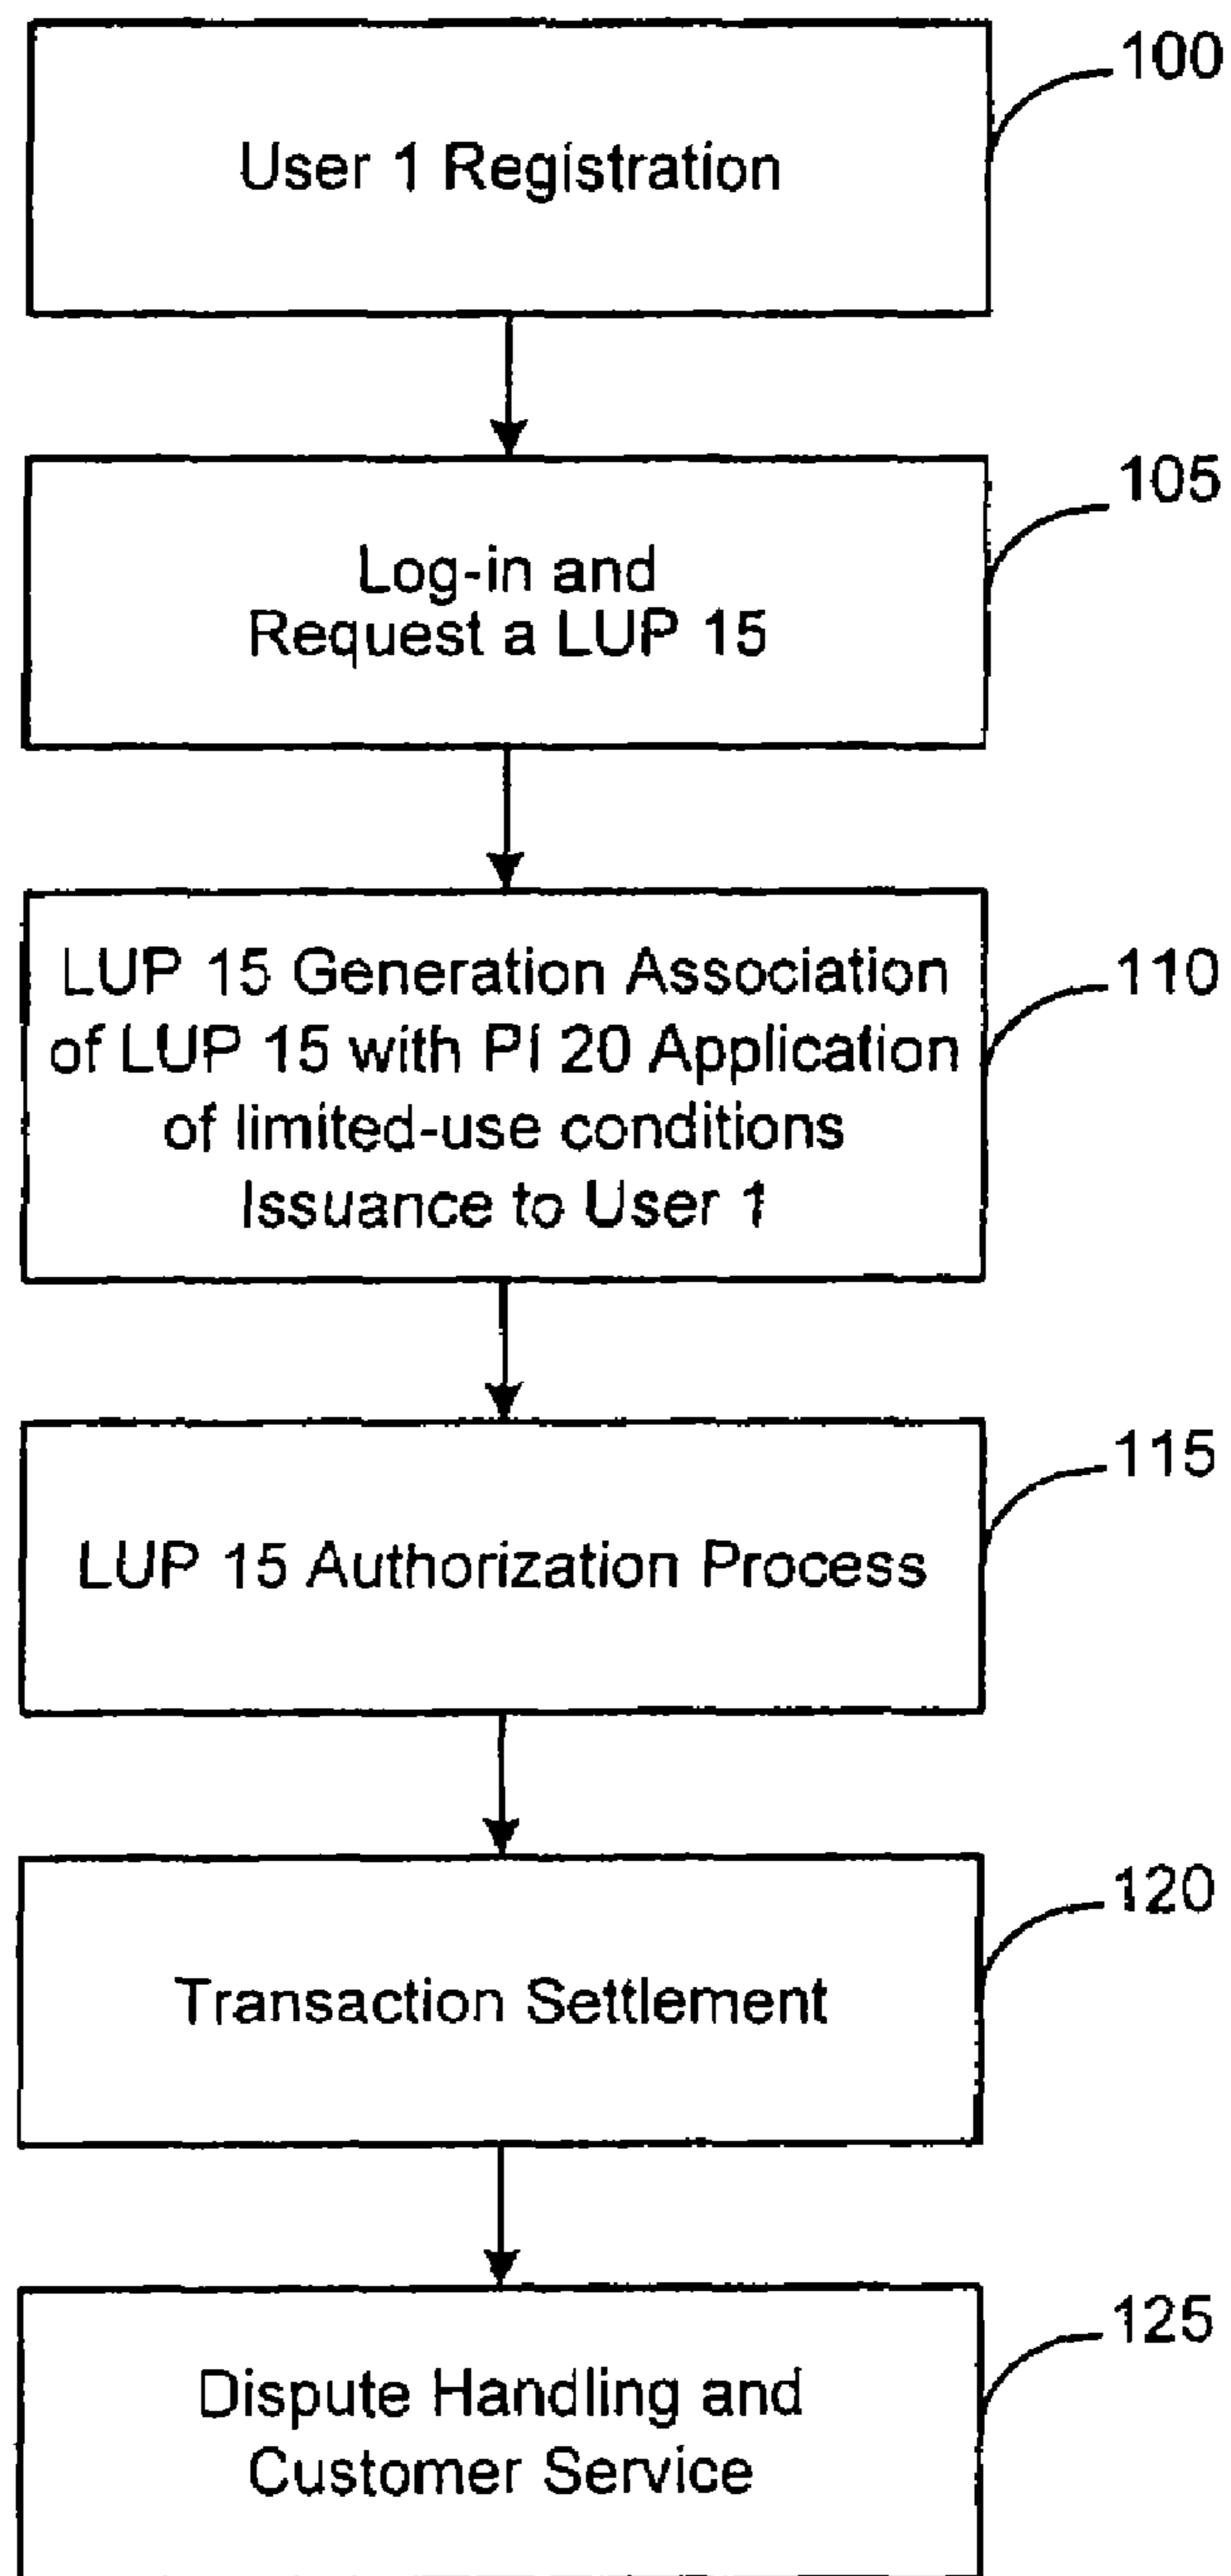 User 1 Registration
100
Log-in and
Request a LUP 15
105
LUP 15 Generation Association
of LUP 15 with PI 20 Application
of limited-use conditions
Issuance to User 1
110
LUP 15 Authorization Process
115
Transaction Settlement
120
Dispute Handling and
Customer Service
125